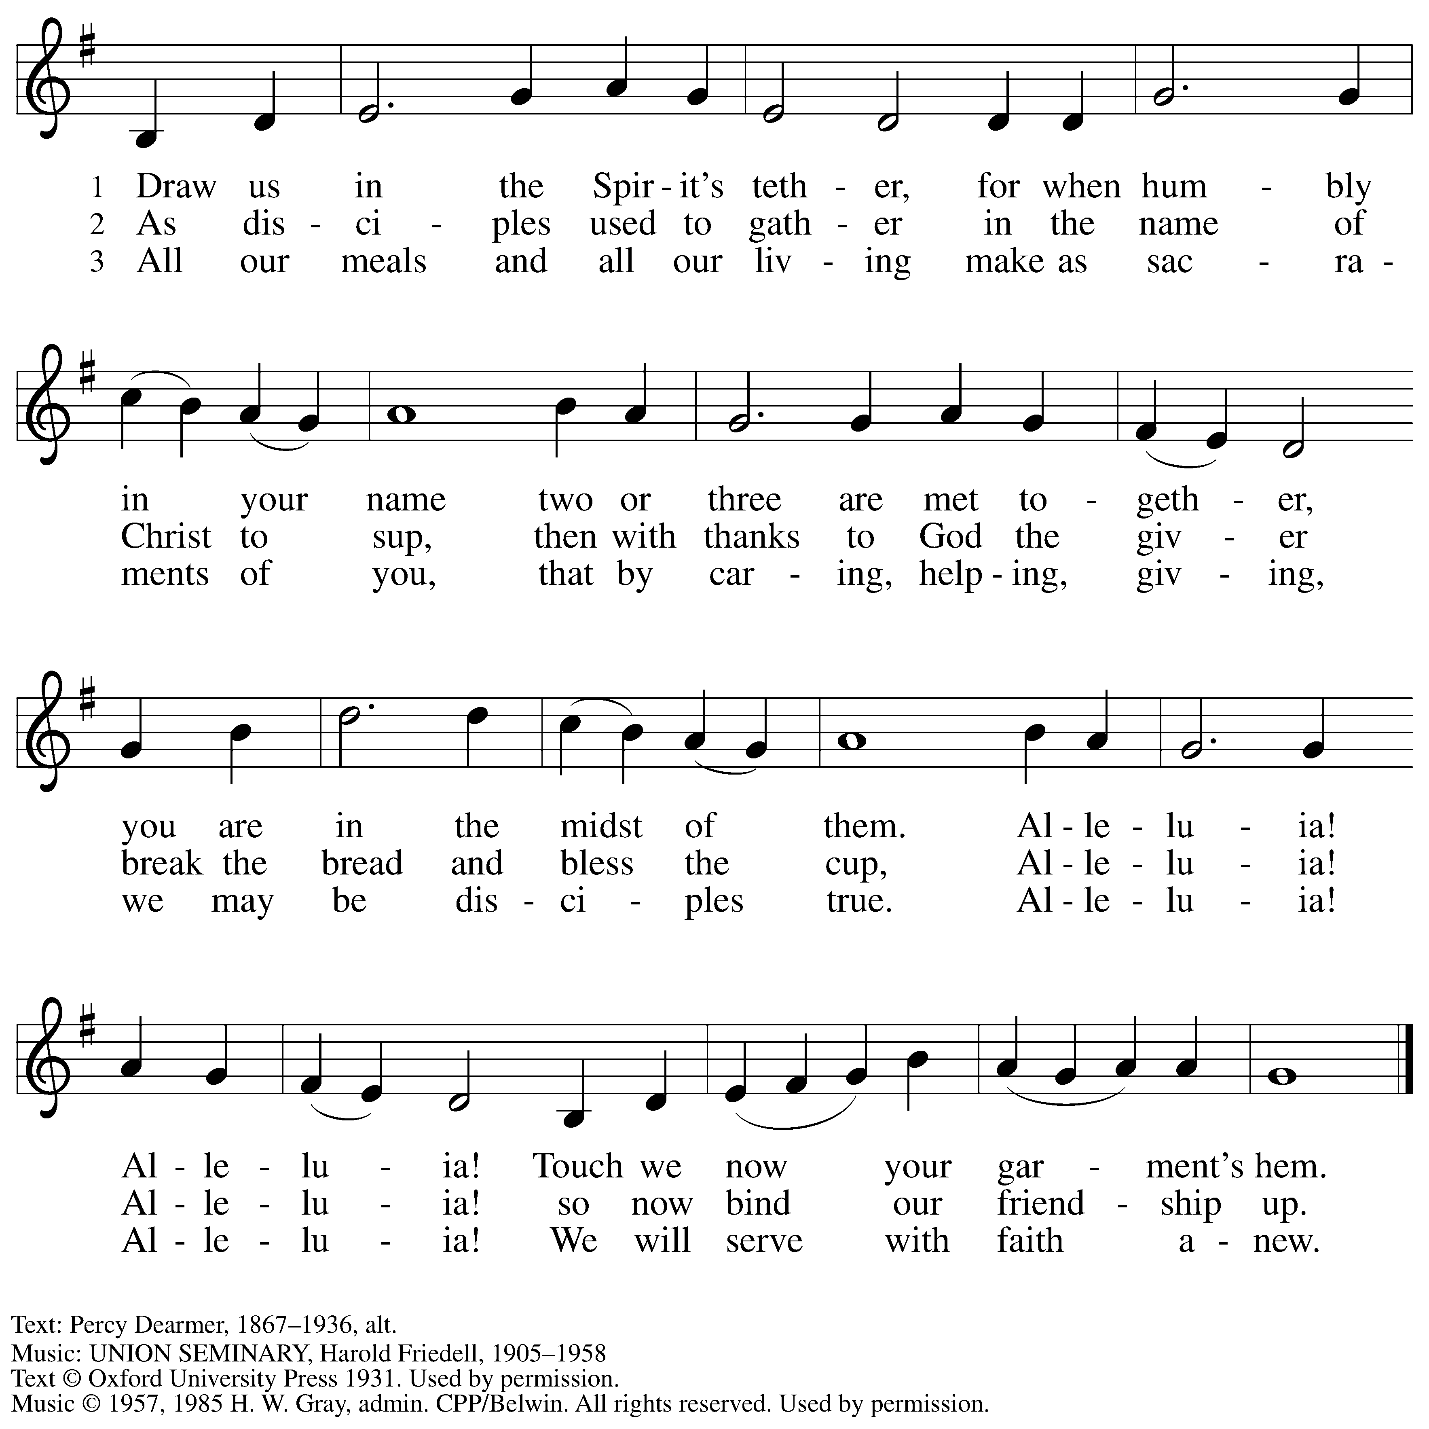 1 Draw us in the Spir - it's teth - er, for when hum - bly
2 As dis - ci - ples used to gath - er in the name of
3 All our meals and all our liv - ing make as sac - ra -
in your name two or three are met to - geth - er,
Christ to sup, then with thanks to God the giv - er
ments of you, that by car - ing, help - ing, giv - ing,
you are in the midst of them. Al - le - lu - ia!
break the bread and bless the cup, Al - le - lu - ia!
we may be dis - ci - ples true. Al - le - lu - ia!
Al - le - lu - ia! Touch we now your gar - ment's hem.
Al - le - lu - ia! so now bind our friend - ship up.
Al - le - lu - ia! We will serve with faith a - new.
Text: Percy Dearmer, 1867–1936, alt.
Music: UNION SEMINARY, Harold Friedell, 1905–1958
Text © Oxford University Press 1931. Used by permission.
Music © 1957, 1985 H. W. Gray, admin. CPP/Belwin. All rights reserved. Used by permission.